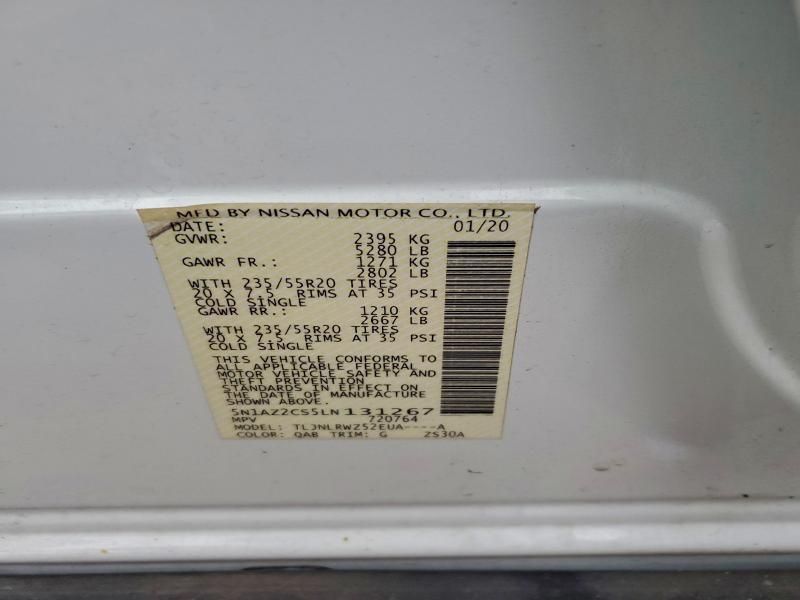 MFD BY NISSAN MOTOR CO., LTD.
DATE: 01/20
GVWR: 2395 KG
5280 LB
GAWR FR.: 1271 KG
2802 LB
WITH 235/55R20 TIRES
20 X 7.5 RIMS AT 35 PSI
COLD SINGLE
GAWR RR.: 1210 KG
2667 LB
WITH 235/55R20 TIRES
20 X 7.5 RIMS AT 35 PSI
COLD SINGLE
THIS VEHICLE CONFORMS TO
ALL APPLICABLE FEDERAL
MOTOR VEHICLE SAFETY AND
THEFT PREVENTION
STANDARDS IN EFFECT ON
THE DATE OF MANUFACTURE
SHOWN ABOVE.
5N1AZ2CS5LN131267
MPV 720764
MODEL: TLJNLRWZ52EUA----A
COLOR: QAB TRIM: G ZS30A